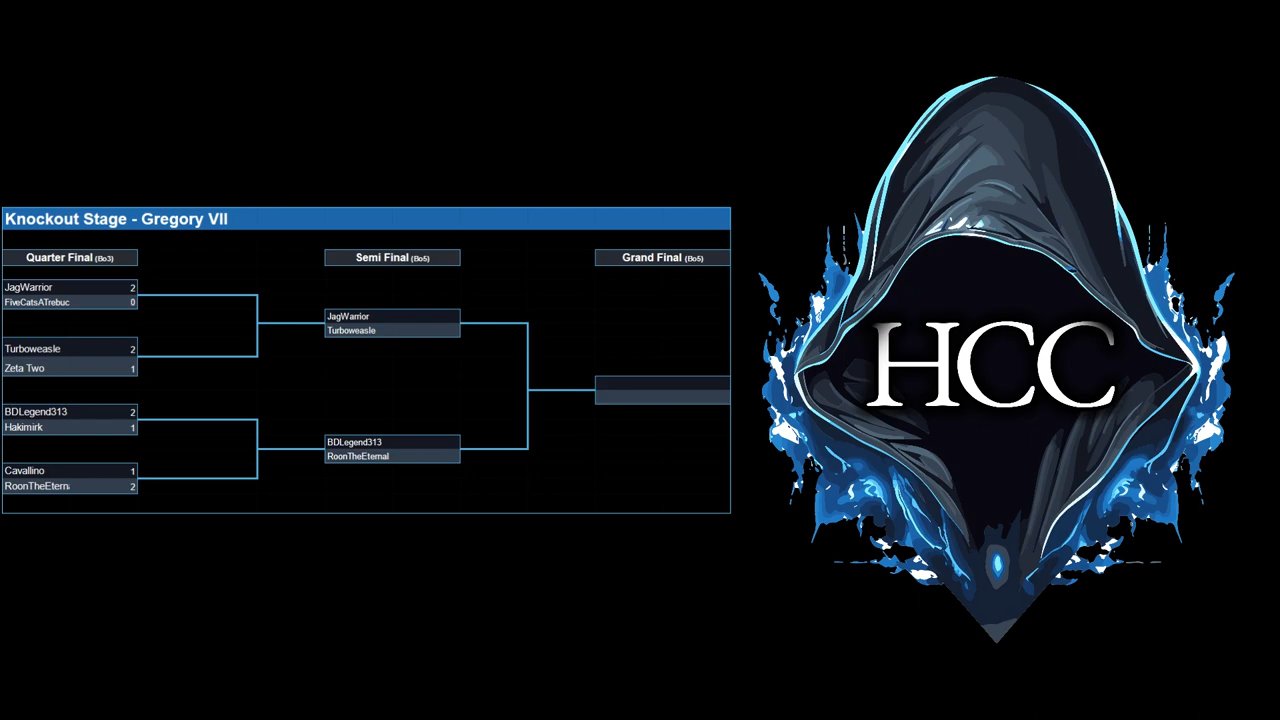 Knockout Stage - Gregory VII
Quarter Final (Bo3)
Semi Final (Bo5)
Grand Final (Bo5)
JagWarrior 2
FiveCatsATrebuc 0
Turboweasle 2
Zeta Two 1
BDLegend313 2
Hakimirk 1
Cavallino 1
RoonTheEtern 2
JagWarrior
Turboweasle
BDLegend313
RoonTheEternal
HCC